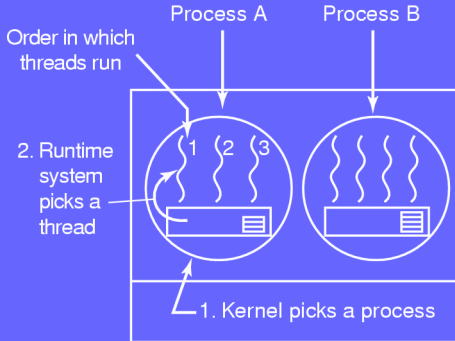 Process A
Process B
Order in which
threads run
1
2
3
2. Runtime
system
picks a
thread
1. Kernel picks a process